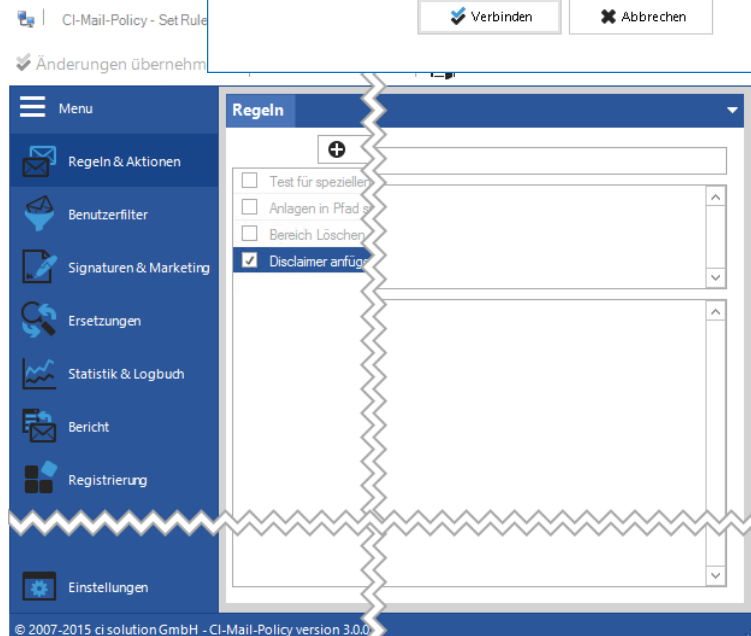 CI-Mail-Policy - Set Rule
Verbinden
Abbrechen
Änderungen übernehm
Menu
Regeln & Aktionen
Benutzerfilter
Signaturen & Marketing
Ersetzungen
Statistik & Logbuch
Bericht
Registrierung
Einstellungen
Regeln
Test für speziellen
Anlagen in Pfad s
Bereich Löschen
Disclaimer anfüge
© 2007-2015 ci solution GmbH - CI-Mail-Policy version 3.0.0